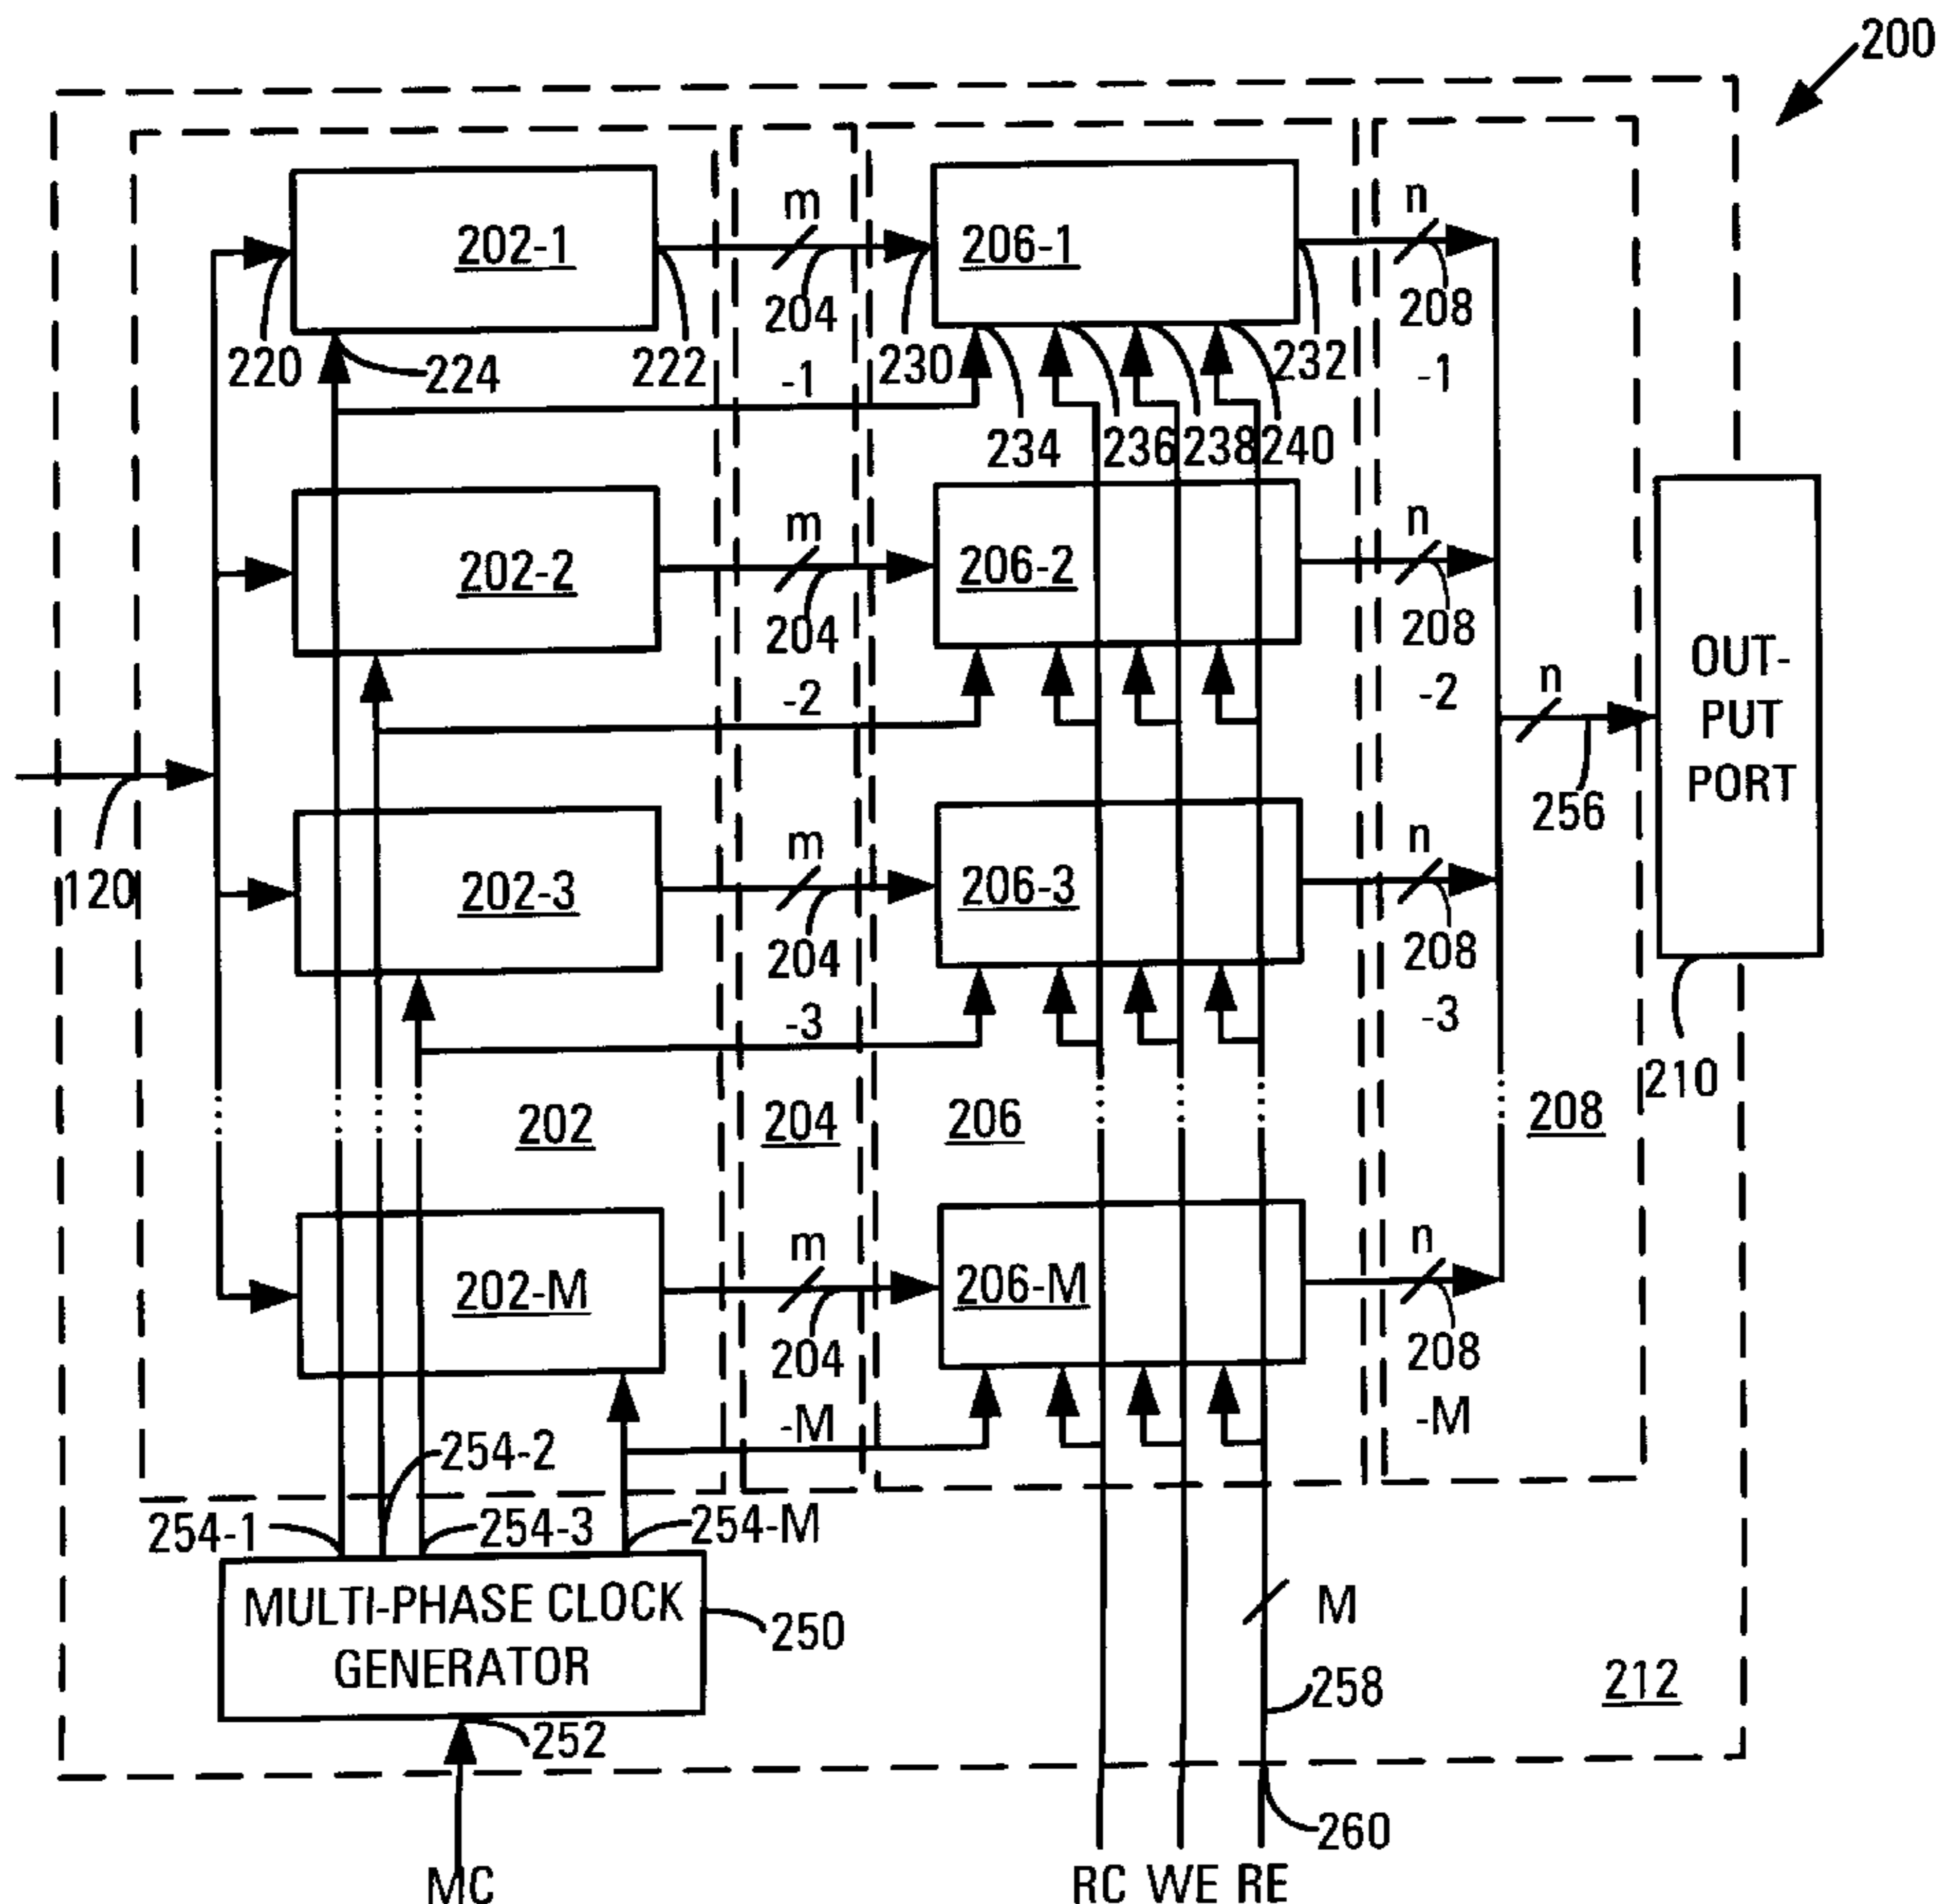 200
202-1
m
206-1
n
220
224
222
204
-1
230
232
208
-1
234
236
238
240
202-2
m
206-2
n
204
-2
208
-2
n
256
OUT-
PUT
PORT
120
202-3
m
206-3
n
204
-3
208
-3
210
202
204
206
208
202-M
m
206-M
n
204
-M
208
-M
254-1
254-2
254-3
254-M
MULTI-PHASE CLOCK
GENERATOR
250
252
M
258
212
260
MC
RC
WE
RE